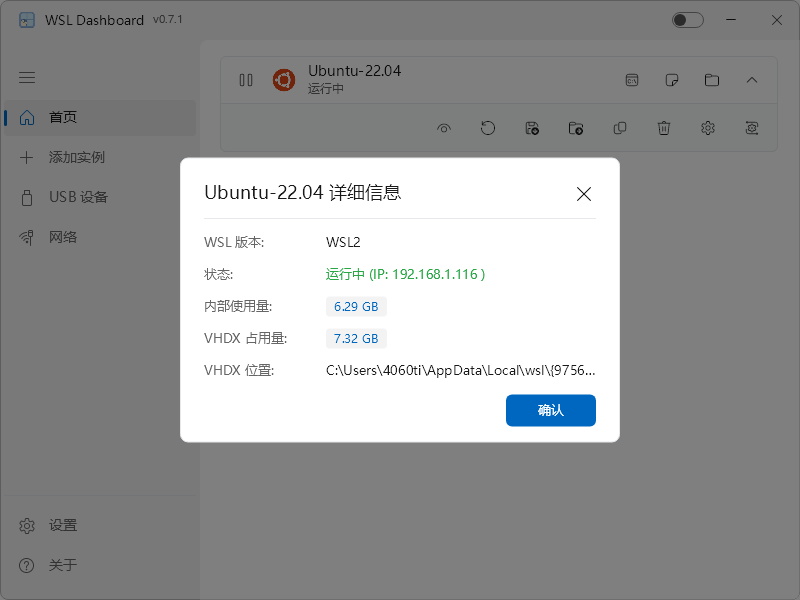 WSL Dashboard v0.7.1
Ubuntu-22.04
运行中
首页
添加实例
USB 设备
网络
Ubuntu-22.04 详细信息
WSL 版本: WSL2
状态: 运行中 (IP: 192.168.1.116 )
内部使用量: 6.29 GB
VHDX 占用量: 7.32 GB
VHDX 位置: C:\Users\4060ti\AppData\Local\wsl\{9756...
确认
设置
关于